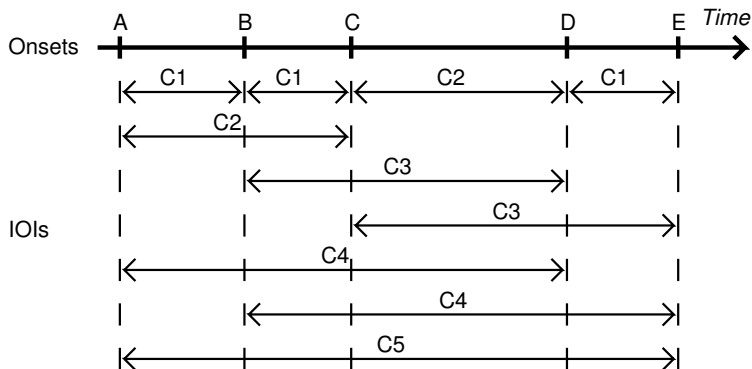 A B C D E Time
Onsets
C1 C1 C2 C1
C2
C3
C3
IOIs
C4
C4
C5